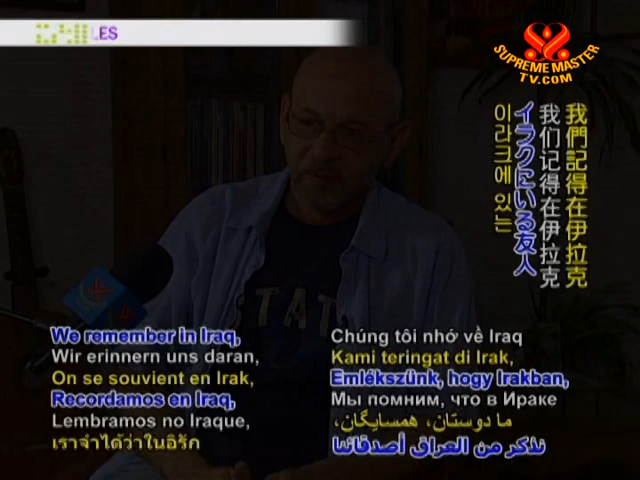 LES
SUPREME MASTER
TV.COM
我們記得在伊拉克
我们记得在伊拉克
イラクにいる友人
이라크에 있는
We remember in Iraq,
Wir erinnern uns daran,
On se souvient en Irak,
Recordamos en Iraq,
Lembramos no Iraque,
เราจำได้ว่าในอิรัก
Chúng tôi nhớ về Iraq
Kami teringat di Irak,
Emlékszünk, hogy Irakban,
Мы помним, что в Ираке
ما دوستان، همسایگان،
نذكر من العراق أصدقائنا
STAT